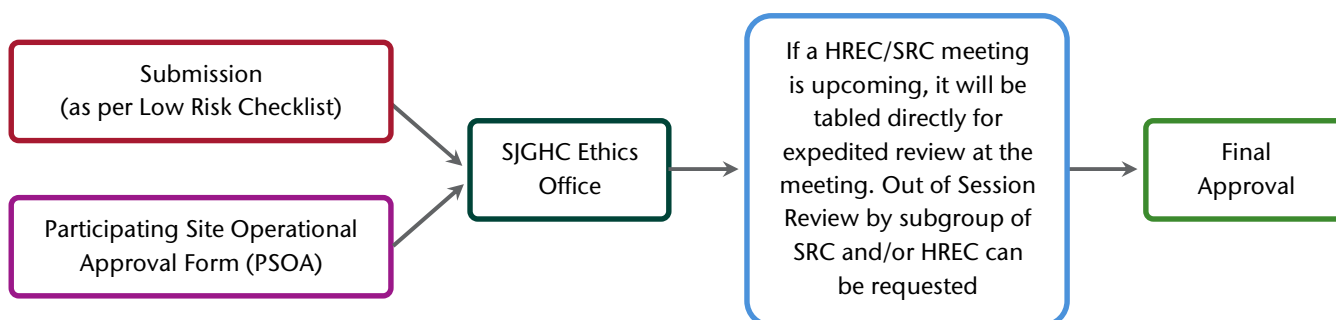 Submission
(as per Low Risk Checklist)
Participating Site Operational
Approval Form (PSOA)
SJGHC Ethics
Office
If a HREC/SRC meeting
is upcoming, it will be
tabled directly for
expedited review at the
meeting. Out of Session
Review by subgroup of
SRC and/or HREC can
be requested
Final
Approval